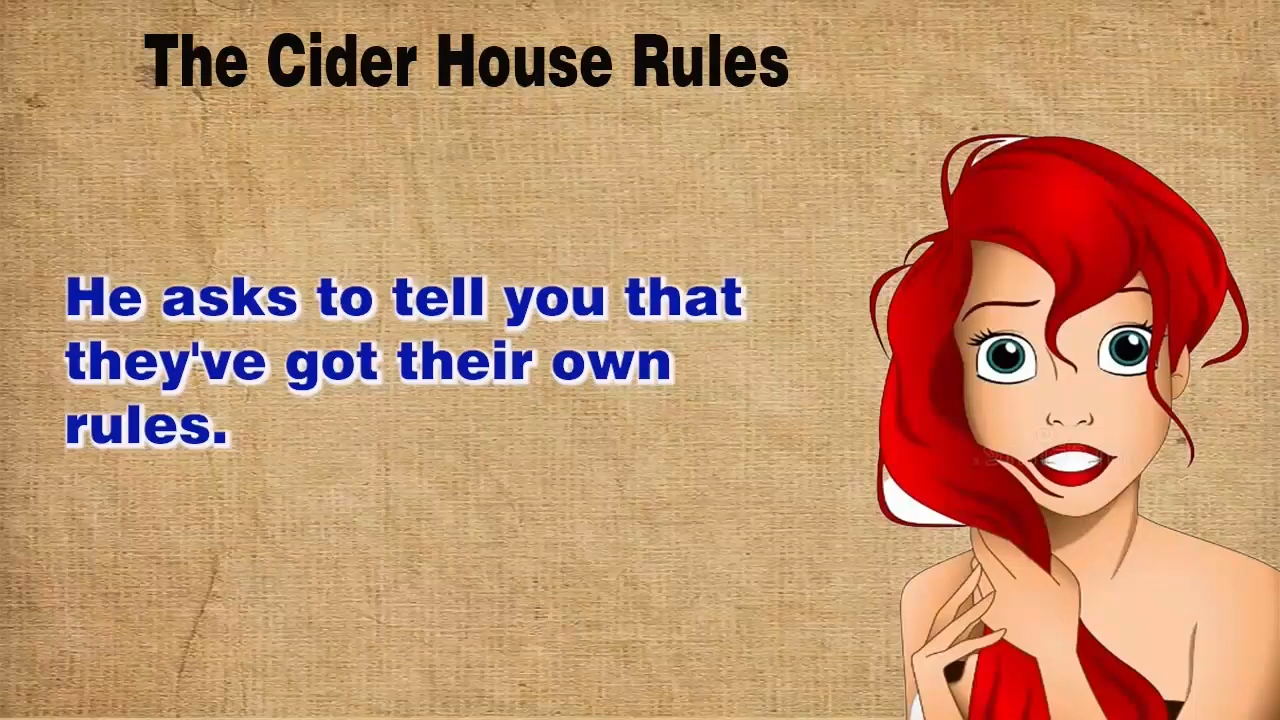 The Cider House Rules
He asks to tell you that
they've got their own
rules.